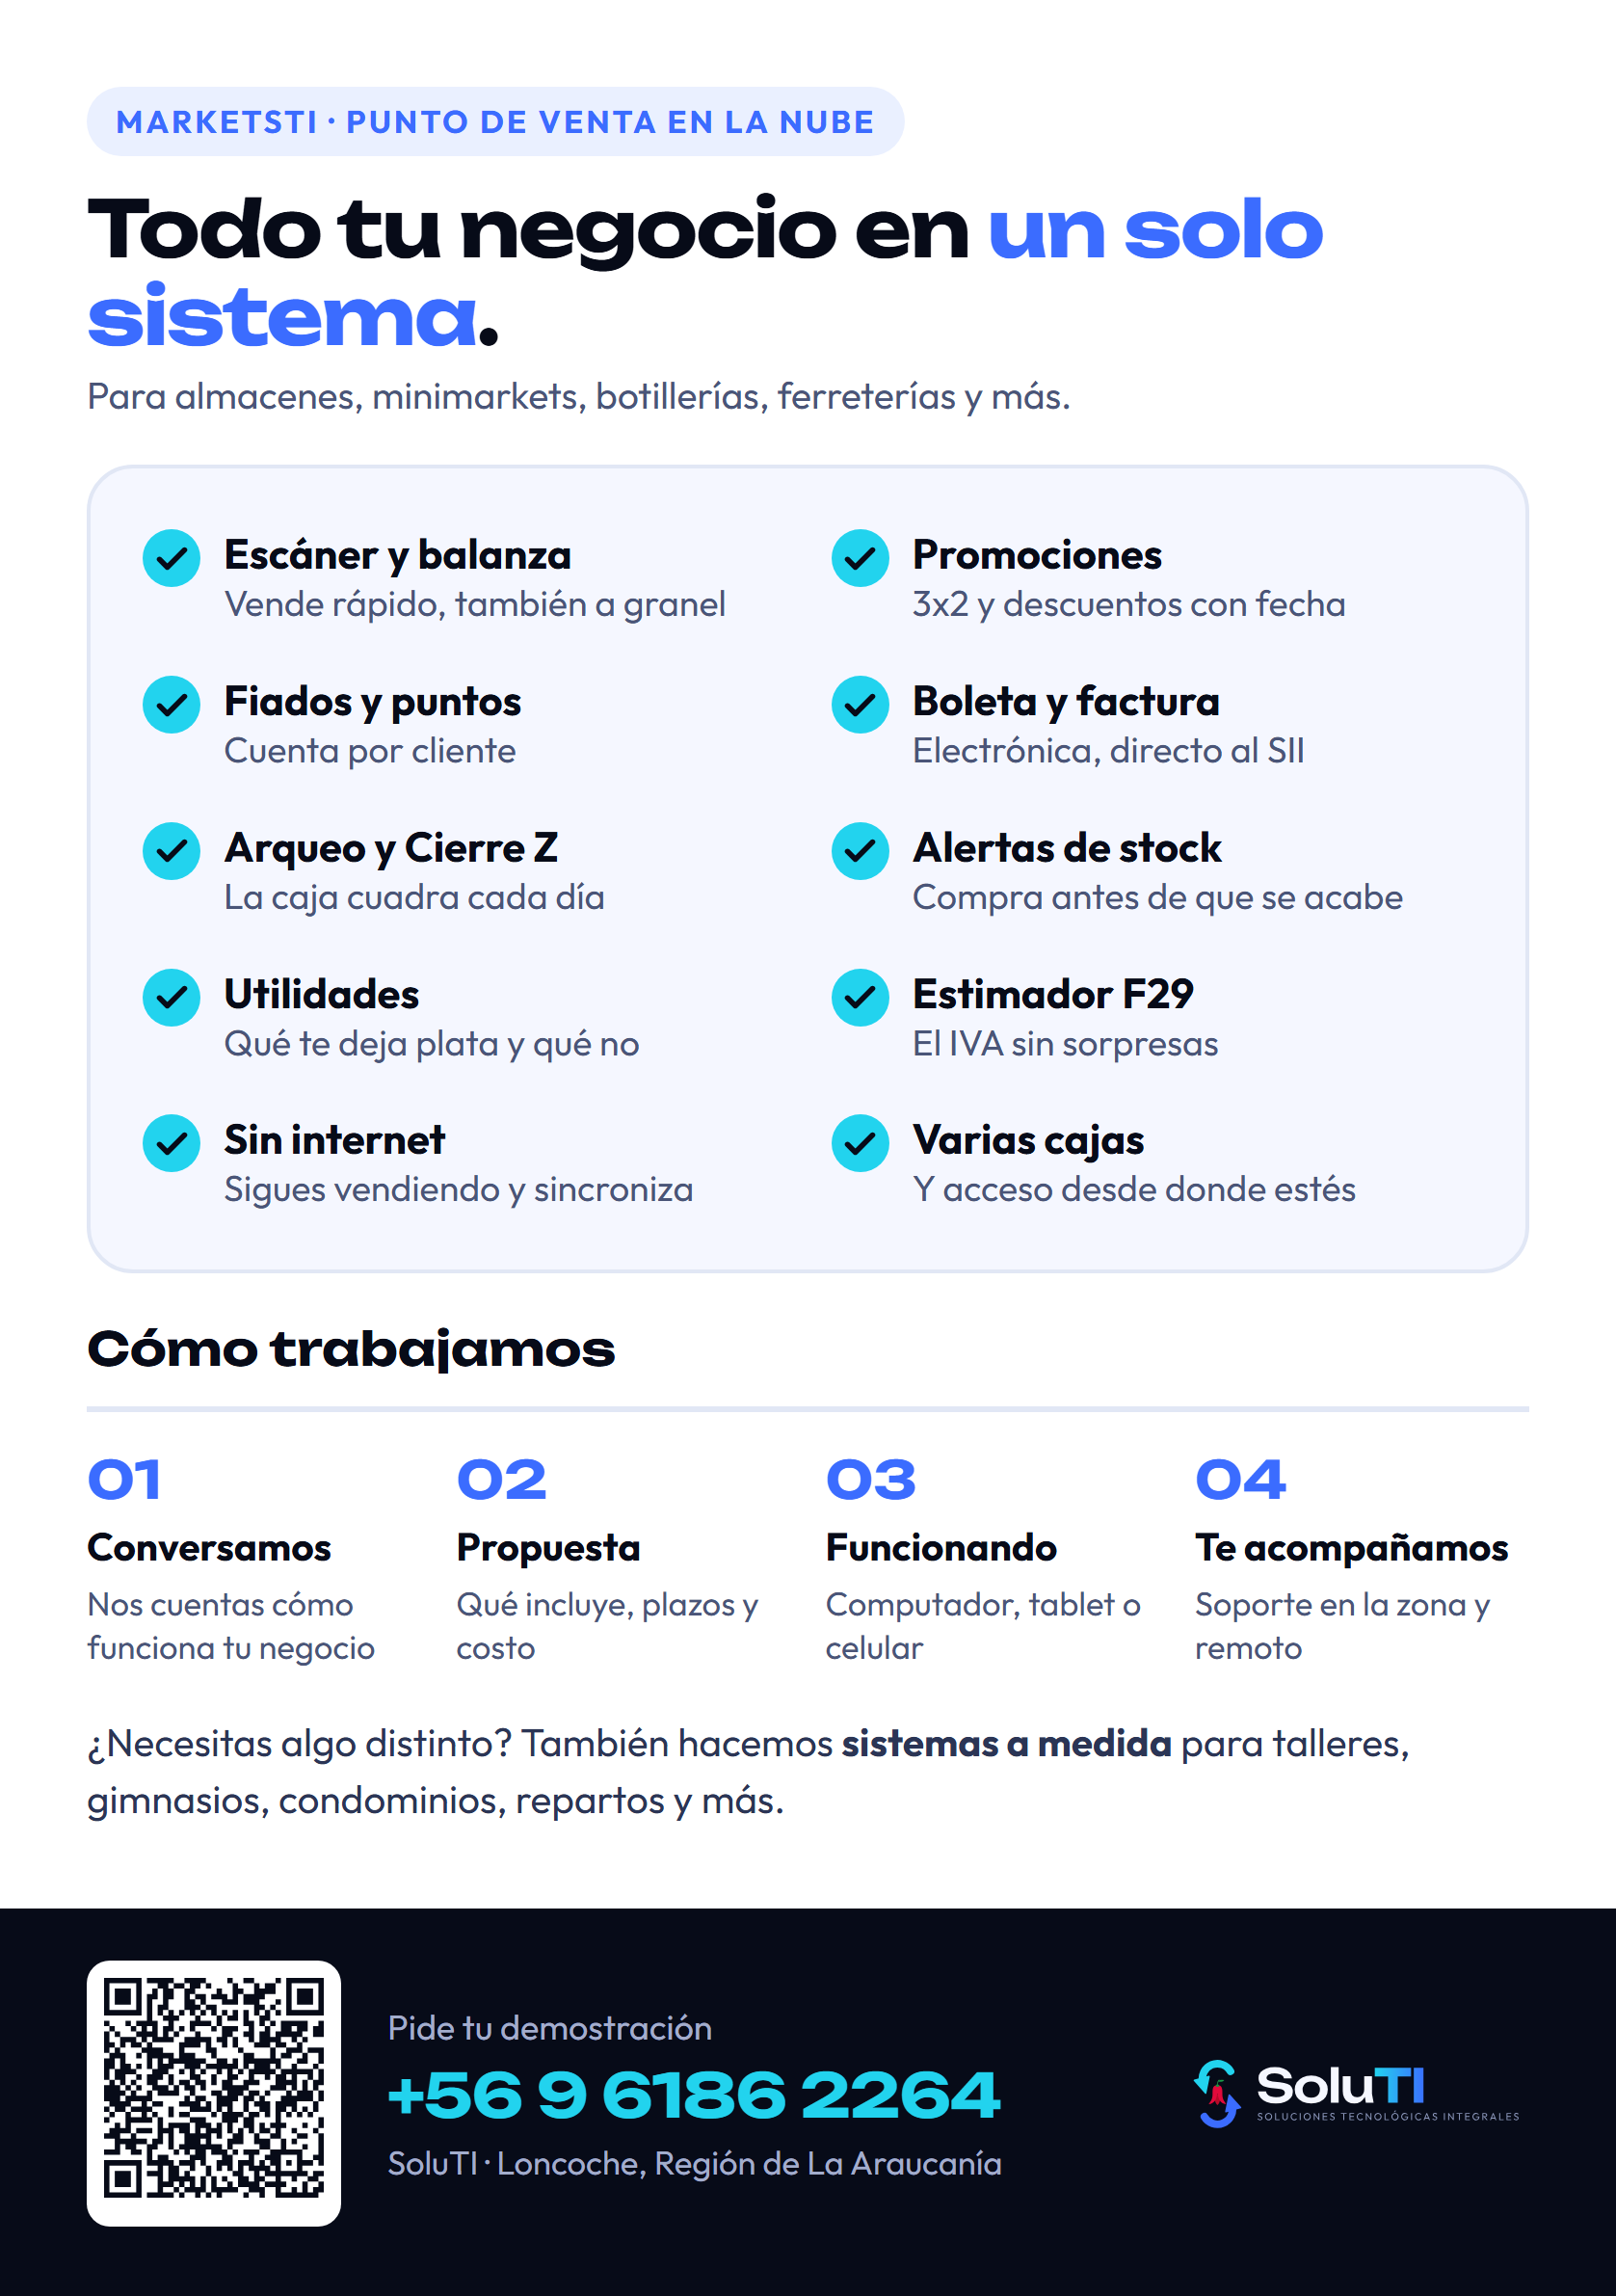 MARKETSTI · PUNTO DE VENTA EN LA NUBE
Todo tu negocio en un solo
sistema.
Para almacenes, minimarkets, botillerías, ferreterías y más.
Escáner y balanza
Vende rápido, también a granel
Promociones
3x2 y descuentos con fecha
Fiados y puntos
Cuenta por cliente
Boleta y factura
Electrónica, directo al SII
Arqueo y Cierre Z
La caja cuadra cada día
Alertas de stock
Compra antes de que se acabe
Utilidades
Qué te deja plata y qué no
Estimador F29
El IVA sin sorpresas
Sin internet
Sigues vendiendo y sincroniza
Varias cajas
Y acceso desde donde estés
Cómo trabajamos
01
Conversamos
Nos cuentas cómo
funciona tu negocio
02
Propuesta
Qué incluye, plazos y
costo
03
Funcionando
Computador, tablet o
celular
04
Te acompañamos
Soporte en la zona y
remoto
¿Necesitas algo distinto? También hacemos sistemas a medida para talleres,
gimnasios, condominios, repartos y más.
Pide tu demostración
+56 9 6186 2264
SoluTI · Loncoche, Región de La Araucanía
SoluTI
SOLUCIONES TECNOLÓGICAS INTEGRALES